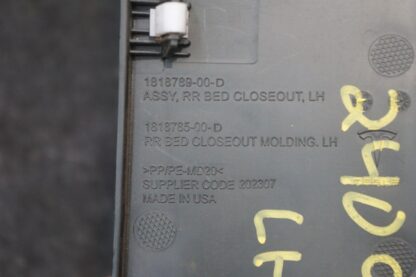 1818789-00-D
ASSY, RR BED CLOSEOUT, LH
1818785-00-D
RR BED CLOSEOUT MOLDING. LH
>PP/PE-MD20<
SUPPLIER CODE 202307
MADE IN USA
24D
LH